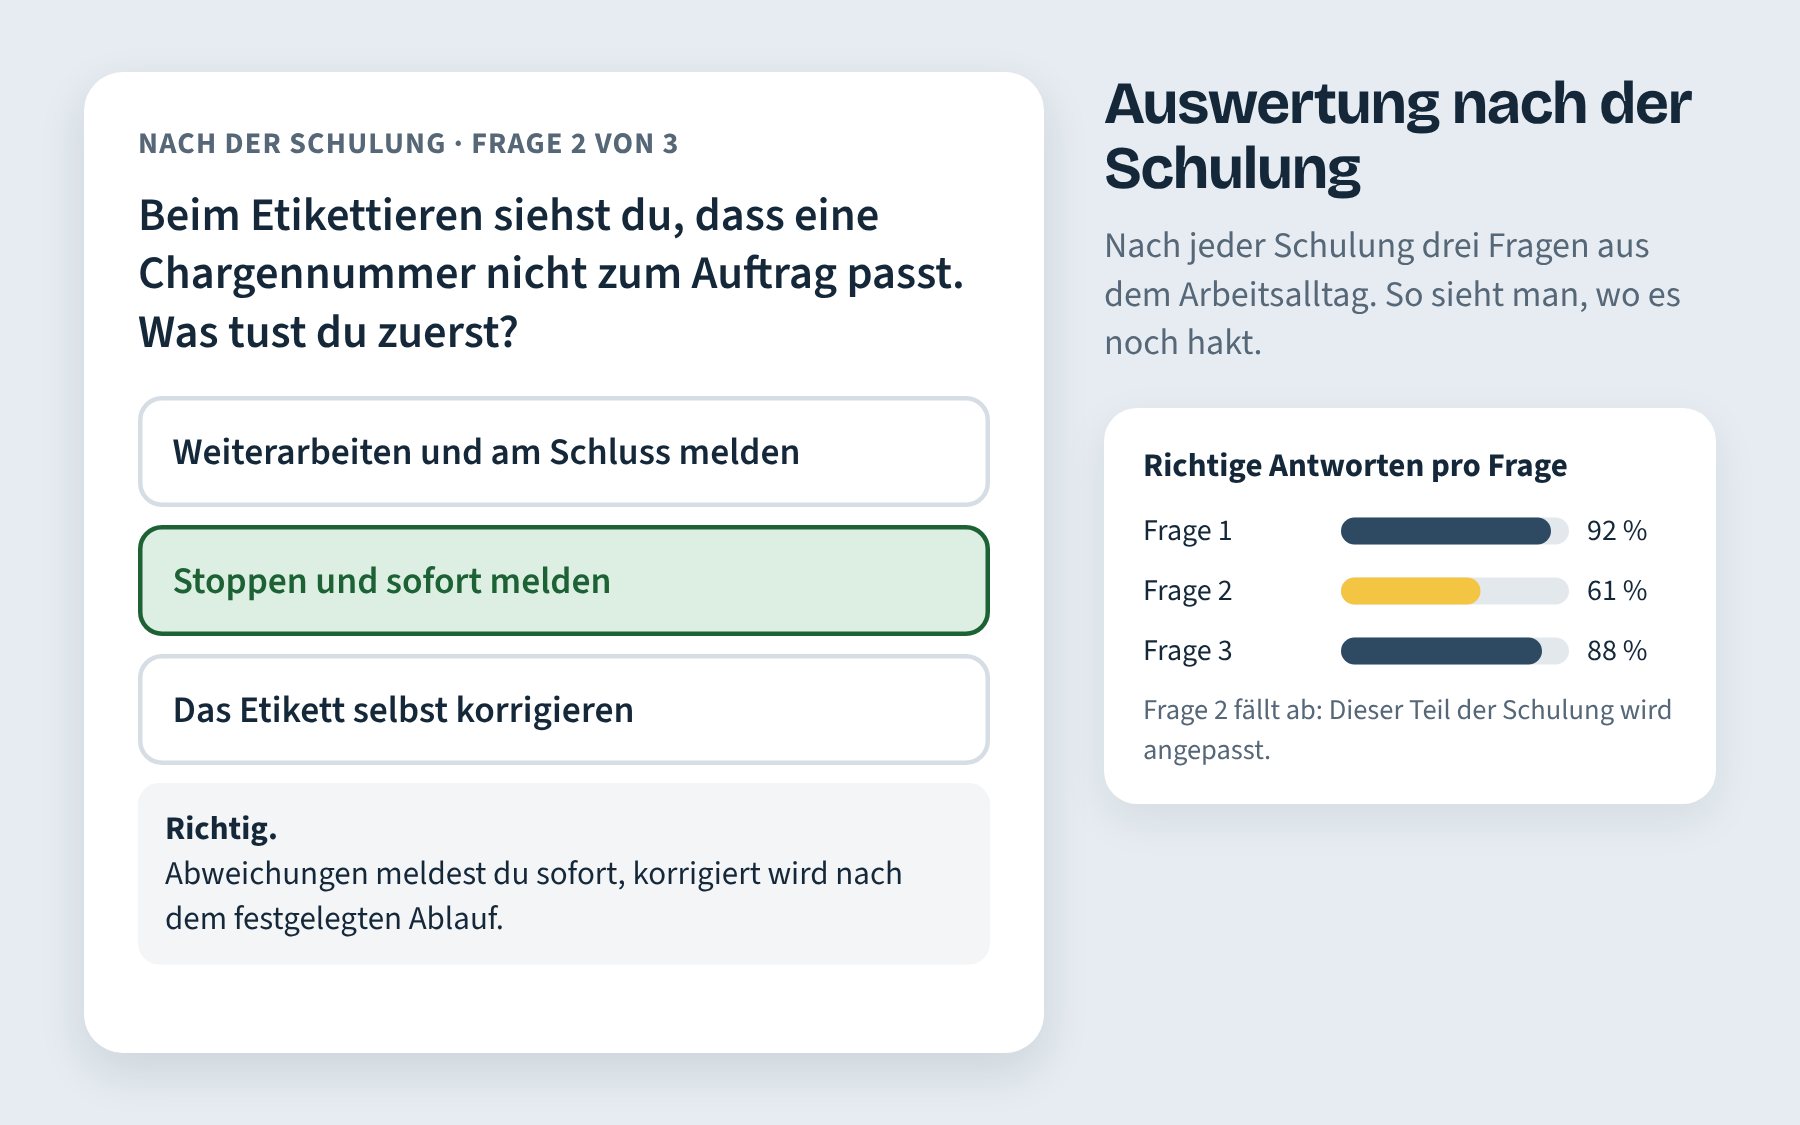 NACH DER SCHULUNG · FRAGE 2 VON 3
Beim Etikettieren siehst du, dass eine
Chargennummer nicht zum Auftrag passt.
Was tust du zuerst?
Weiterarbeiten und am Schluss melden
Stoppen und sofort melden
Das Etikett selbst korrigieren
Richtig.
Abweichungen meldest du sofort, korrigiert wird nach
dem festgelegten Ablauf.
Auswertung nach der
Schulung
Nach jeder Schulung drei Fragen aus
dem Arbeitsalltag. So sieht man, wo es
noch hakt.
Richtige Antworten pro Frage
Frage 1 92 %
Frage 2 61 %
Frage 3 88 %
Frage 2 fällt ab: Dieser Teil der Schulung wird
angepasst.